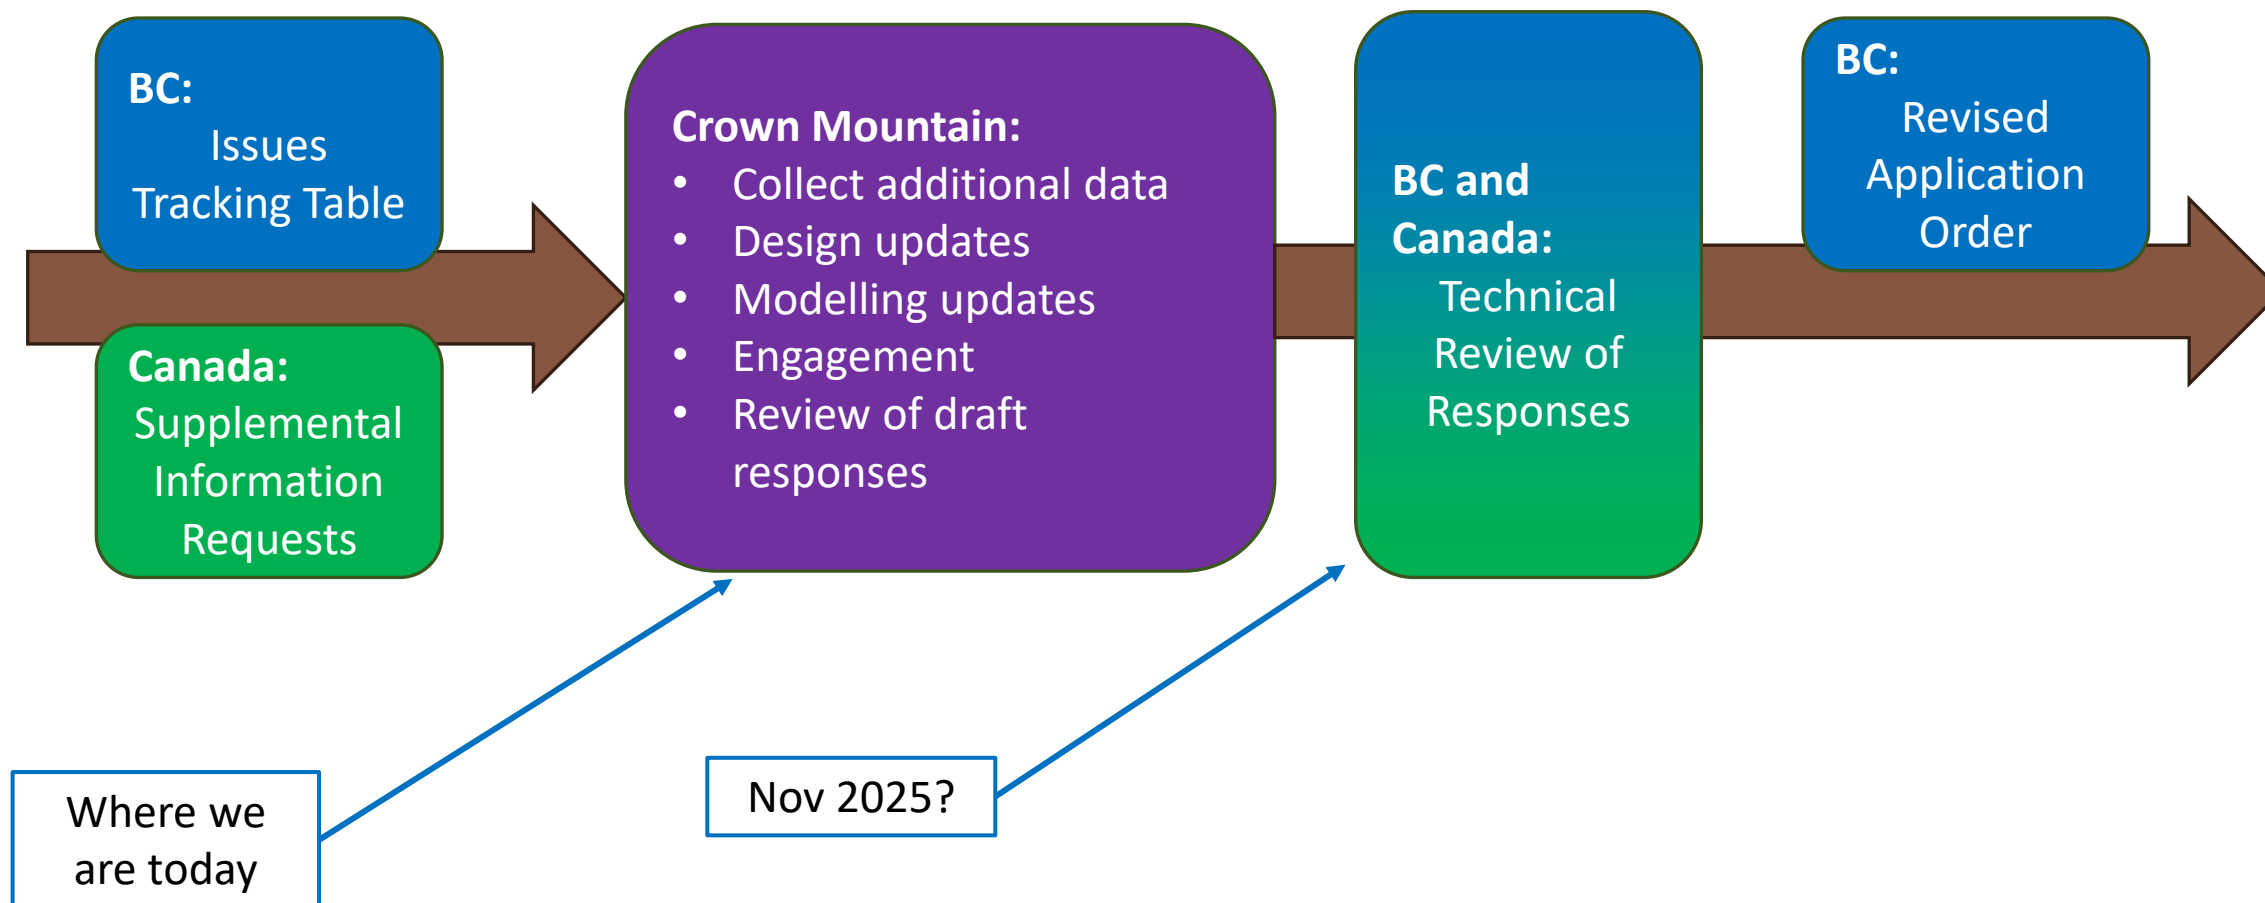 BC:
Issues
Tracking Table
Canada:
Supplemental
Information
Requests
Crown Mountain:
• Collect additional data
• Design updates
• Modelling updates
• Engagement
• Review of draft
responses
BC and
Canada:
Technical
Review of
Responses
BC:
Revised
Application
Order
Where we
are today
Nov 2025?